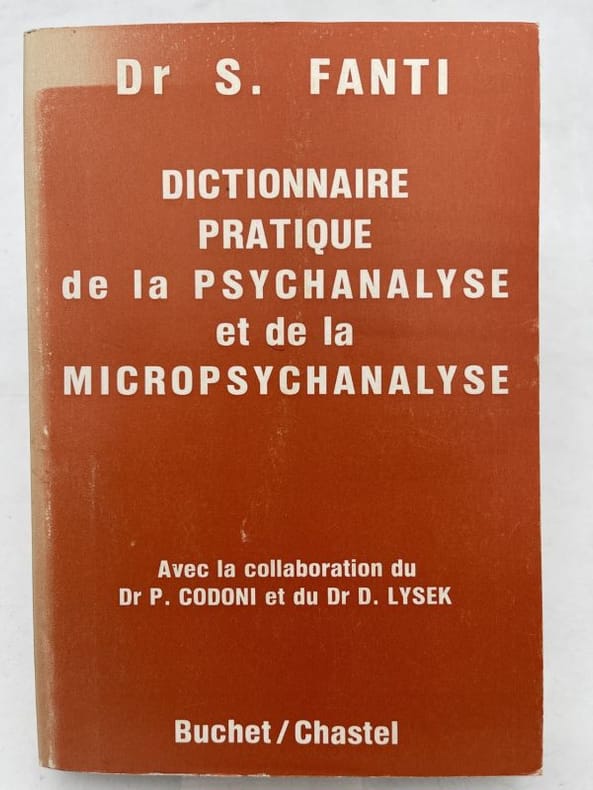 Dr S. FANTI
DICTIONNAIRE
PRATIQUE
de la PSYCHANALYSE
et de la
MICROPSYCHANALYSE
Avec la collaboration du
Dr P. CODONI et du Dr D. LYSEK
Buchet/Chastel